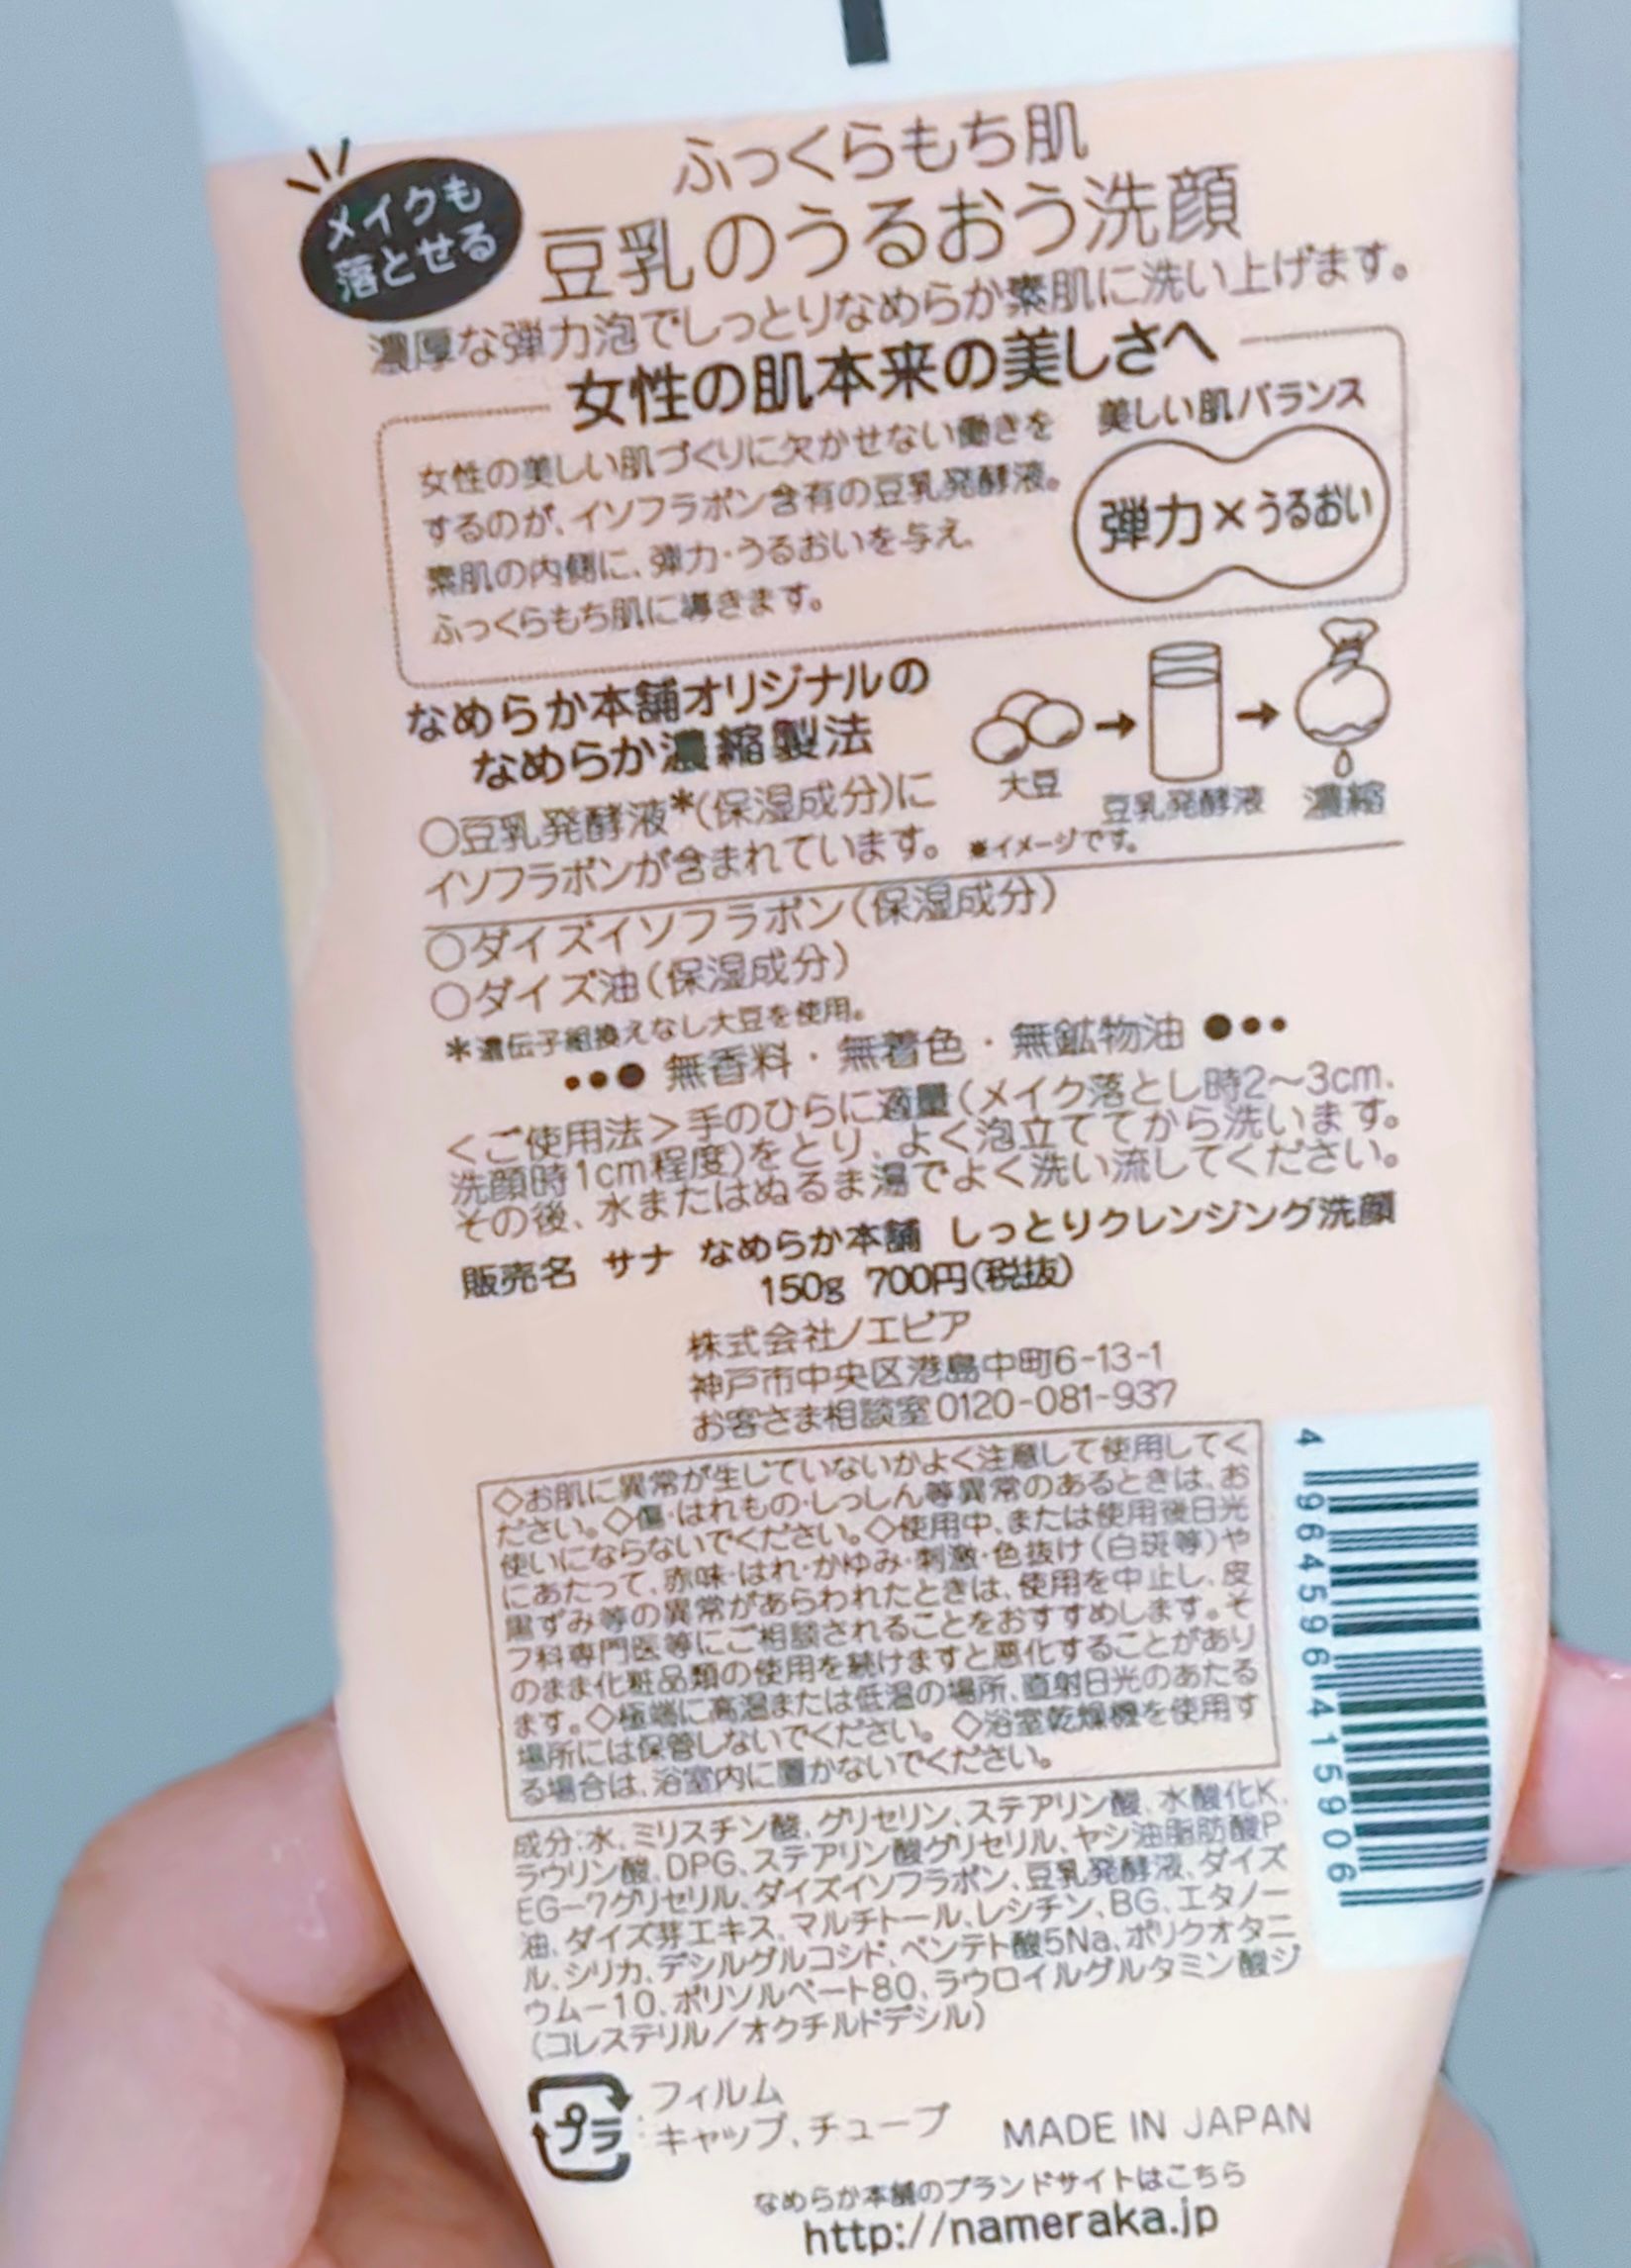 メイクも
落とせる
ふっくらもち肌
豆乳のうるおう洗顔
濃厚な弾力泡でしっとりなめらか素肌に洗い上げます。
女性の肌本来の美しさへ
女性の美しい肌づくりに欠かせない働きを
するのが、イソフラボン含有の豆乳発酵液。
素肌の内側に、弾力・うるおいを与え、
ふっくらもち肌に導きます。
美しい肌バランス
弾力×うるおい
なめらか本舗オリジナルの
なめらか濃縮製法
○豆乳発酵液*(保湿成分)に
イソフラボンが含まれています。
大豆
豆乳発酵液
濃縮
※イメージです。
○ダイズイソフラボン(保湿成分)
○ダイズ油(保湿成分)
*遺伝子組換えなし大豆を使用。
無香料・無着色・無鉱物油
<ご使用法>手のひらに適量(メイク落とし時2〜3cm、
洗顔時1cm程度)をとり、よく泡立ててから洗います。
その後、水またはぬるま湯でよく洗い流してください。
販売名 サナ なめらか本舗 しっとりクレンジング洗顔
150g 700円(税抜)
株式会社ノエビア
神戸市中央区港島中町6-13-1
お客さま相談室0120-081-937
◇お肌に異常が生じていないかよく注意して使用してく
ださい。◇傷・はれもの・しっしん等異常のあるときは、お
使いにならないでください。◇使用中、または使用後日光
にあたって、赤味・はれ・かゆみ・刺激・色抜け(白斑等)や
黒ずみ等の異常があらわれたときは、使用を中止し、皮
フ科専門医等にご相談されることをおすすめします。そ
のまま化粧品類の使用を続けますと悪化することがあり
ます。◇極端に高温または低温の場所、直射日光のあたる
場所には保管しないでください。◇浴室乾燥機を使用す
る場合は、浴室内に置かないでください。
4964596415906
成分:水、ミリスチン酸、グリセリン、ステアリン酸、水酸化K、
ラウリン酸、DPG、ステアリン酸グリセリル、ヤシ油脂肪酸P
EG-7グリセリル、ダイズイソフラボン、豆乳発酵液、ダイズ
油、ダイズ芽エキス、マルチトール、レシチン、BG、エタノー
ル、シリカ、デシルグルコシド、ペンテト酸5Na、ポリクオタニ
ウム-10、ポリソルベート80、ラウロイルグルタミン酸ジ
(コレステリル/オクチルドデシル)
プラ
:フィルム
:キャップ、チューブ
MADE IN JAPAN
なめらか本舗のブランドサイトはこちら
http://nameraka.jp